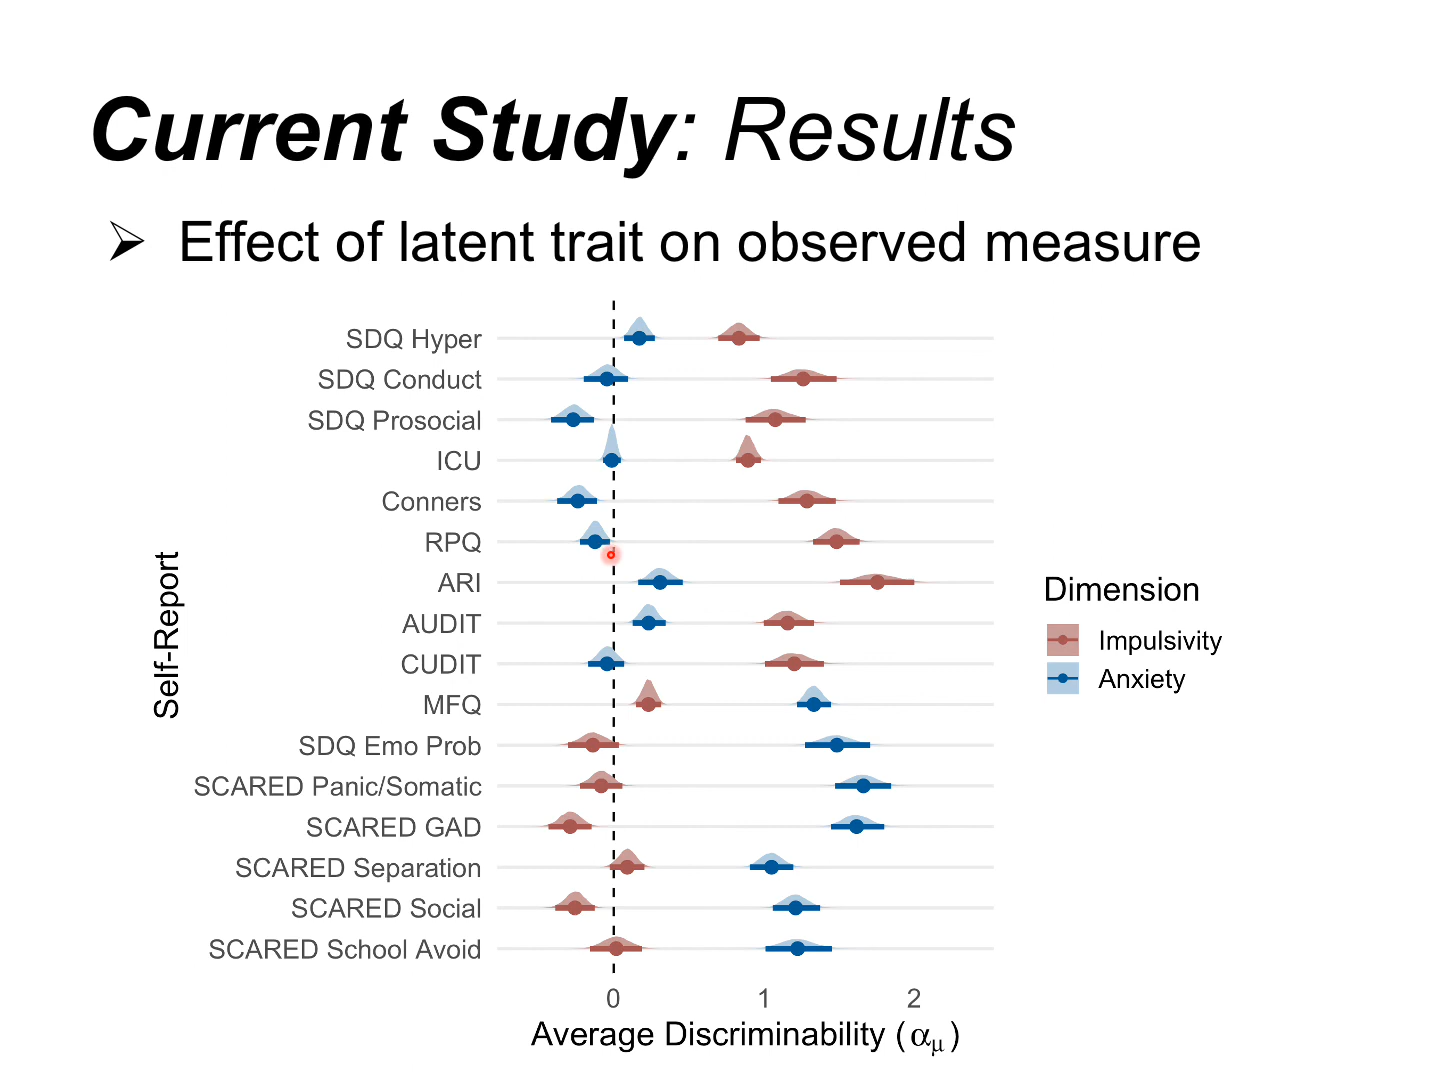 Current Study: Results
➢ Effect of latent trait on observed measure
SDQ Hyper
SDQ Conduct
SDQ Prosocial
ICU
Conners
RPQ
ARI
AUDIT
CUDIT
MFQ
SDQ Emo Prob
SCARED Panic/Somatic
SCARED GAD
SCARED Separation
SCARED Social
SCARED School Avoid
Self-Report
0 1 2
Average Discriminability (αμ)
Dimension
Impulsivity
Anxiety